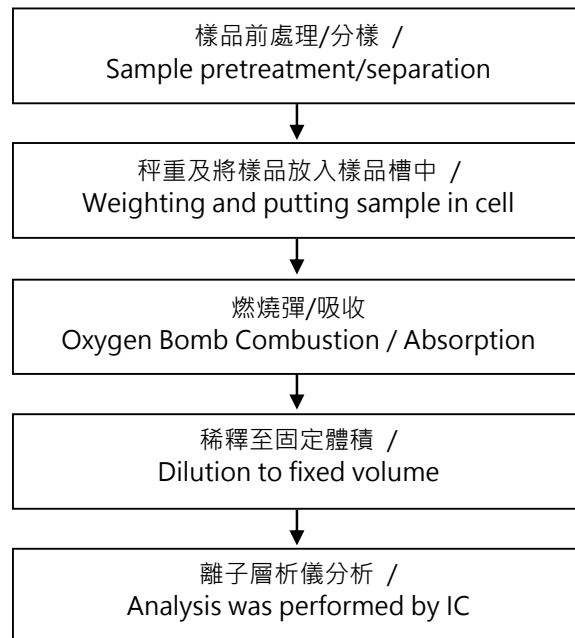 樣品前處理/分樣 /
Sample pretreatment/separation
秤重及將樣品放入樣品槽中 /
Weighting and putting sample in cell
燃燒彈/吸收
Oxygen Bomb Combustion / Absorption
稀釋至固定體積 /
Dilution to fixed volume
離子層析儀分析 /
Analysis was performed by IC